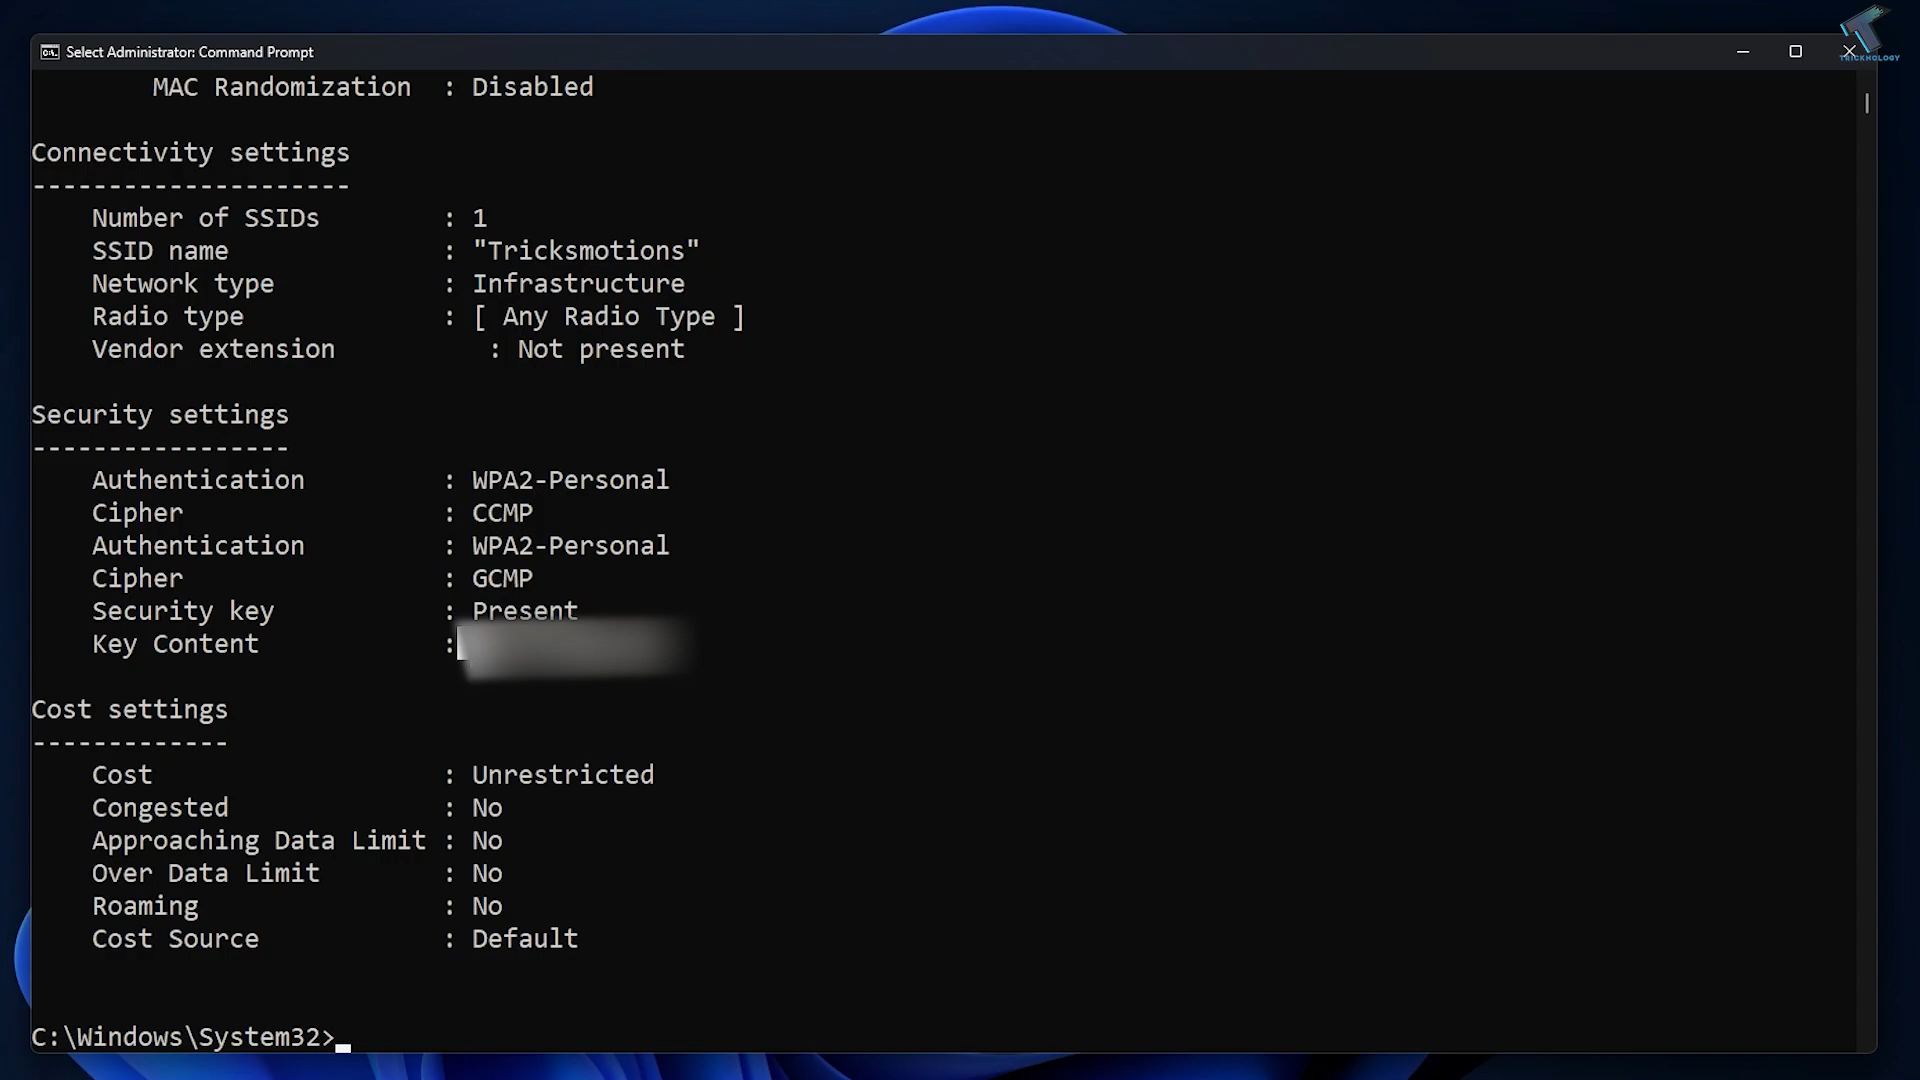 TRICKNOLOGY
Select Administrator: Command Prompt
MAC Randomization : Disabled
Connectivity settings
---------------------
Number of SSIDs : 1
SSID name : "Tricksmotions"
Network type : Infrastructure
Radio type : [ Any Radio Type ]
Vendor extension : Not present
Security settings
-----------------
Authentication : WPA2-Personal
Cipher : CCMP
Authentication : WPA2-Personal
Cipher : GCMP
Security key : Present
Key Content :
Cost settings
-------------
Cost : Unrestricted
Congested : No
Approaching Data Limit : No
Over Data Limit : No
Roaming : No
Cost Source : Default
C:\Windows\System32>